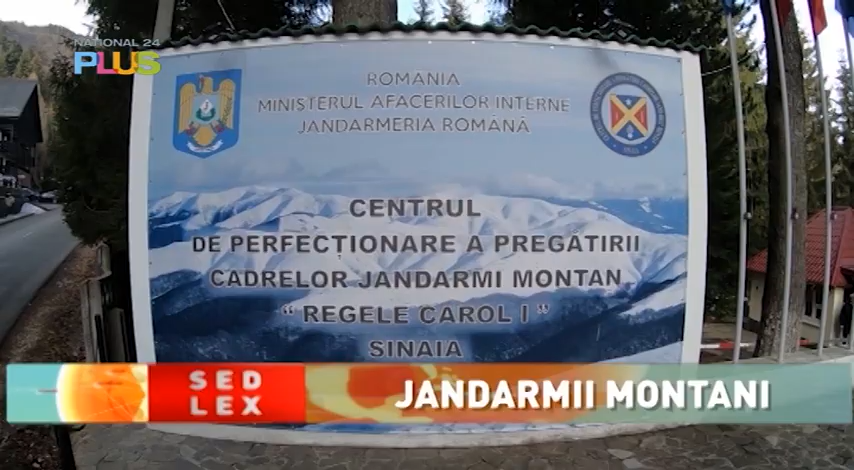 NATIONAL 24
PLUS
ROMANIA
MINISTERUL AFACERILOR INTERNE
JANDARMERIA ROMÂNĂ
CENTRUL
DE PERFECȚIONARE A PREGĂTIRII
CADRELOR JANDARMI MONTAN
“ REGELE CAROL I ”
SINAIA
SED
LEX
JANDARMII MONTANI